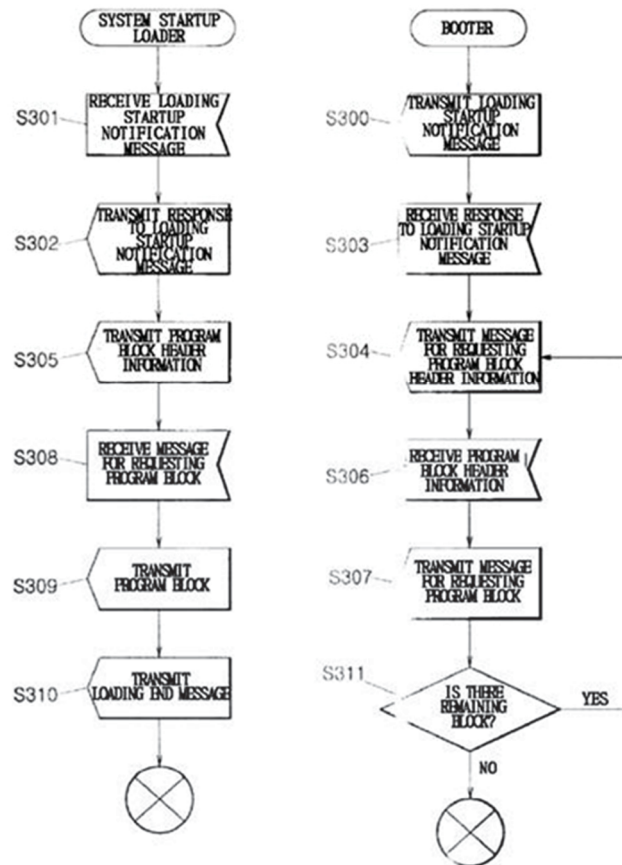 SYSTEM STARTUP
LOADER
S301
RECEIVE LOADING
STARTUP
NOTIFICATION
MESSAGE
S302
TRANSMIT RESPONSE
TO LOADING
STARTUP
NOTIFICATION
MESSAGE
S305
TRANSMIT PROGRAM
BLOCK HEADER
INFORMATION
S308
RECEIVE MESSAGE
FOR REQUESTING
PROGRAM BLOCK
S309
TRANSMIT
PROGRAM BLOCK
S310
TRANSMIT
LOADING END MESSAGE
BOOTER
S300
TRANSMIT LOADING
STARTUP
NOTIFICATION
MESSAGE
S303
RECEIVE RESPONSE
TO LOADING STARTUP
NOTIFICATION
MESSAGE
S304
TRANSMIT MESSAGE
FOR REQUESTING
PROGRAM BLOCK
HEADER INFORMATION
S306
RECEIVE PROGRAM
BLOCK HEADER
INFORMATION
S307
TRANSMIT MESSAGE
FOR REQUESTING
PROGRAM BLOCK
S311
IS THERE
REMAINING
BLOCK?
YES
NO